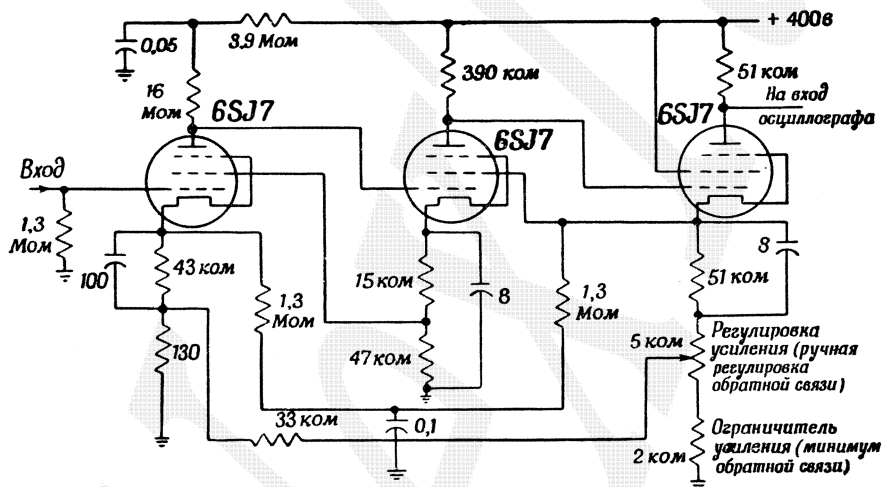 + 400в
0,05
3,9 Мом
16
Мом
390 ком
51 ком
На вход
осциллографа
6SJ7
6SJ7
6SJ7
Вход
1,3
Мом
100
43 ком
130
1,3
Мом
15 ком
47 ком
8
1,3
Мом
51 ком
8
5 ком
Регулировка
усиления (ручная
регулировка
обратной связи)
33 ком
0,1
2 ком
Ограничитель
усиления (минимум
обратной связи)